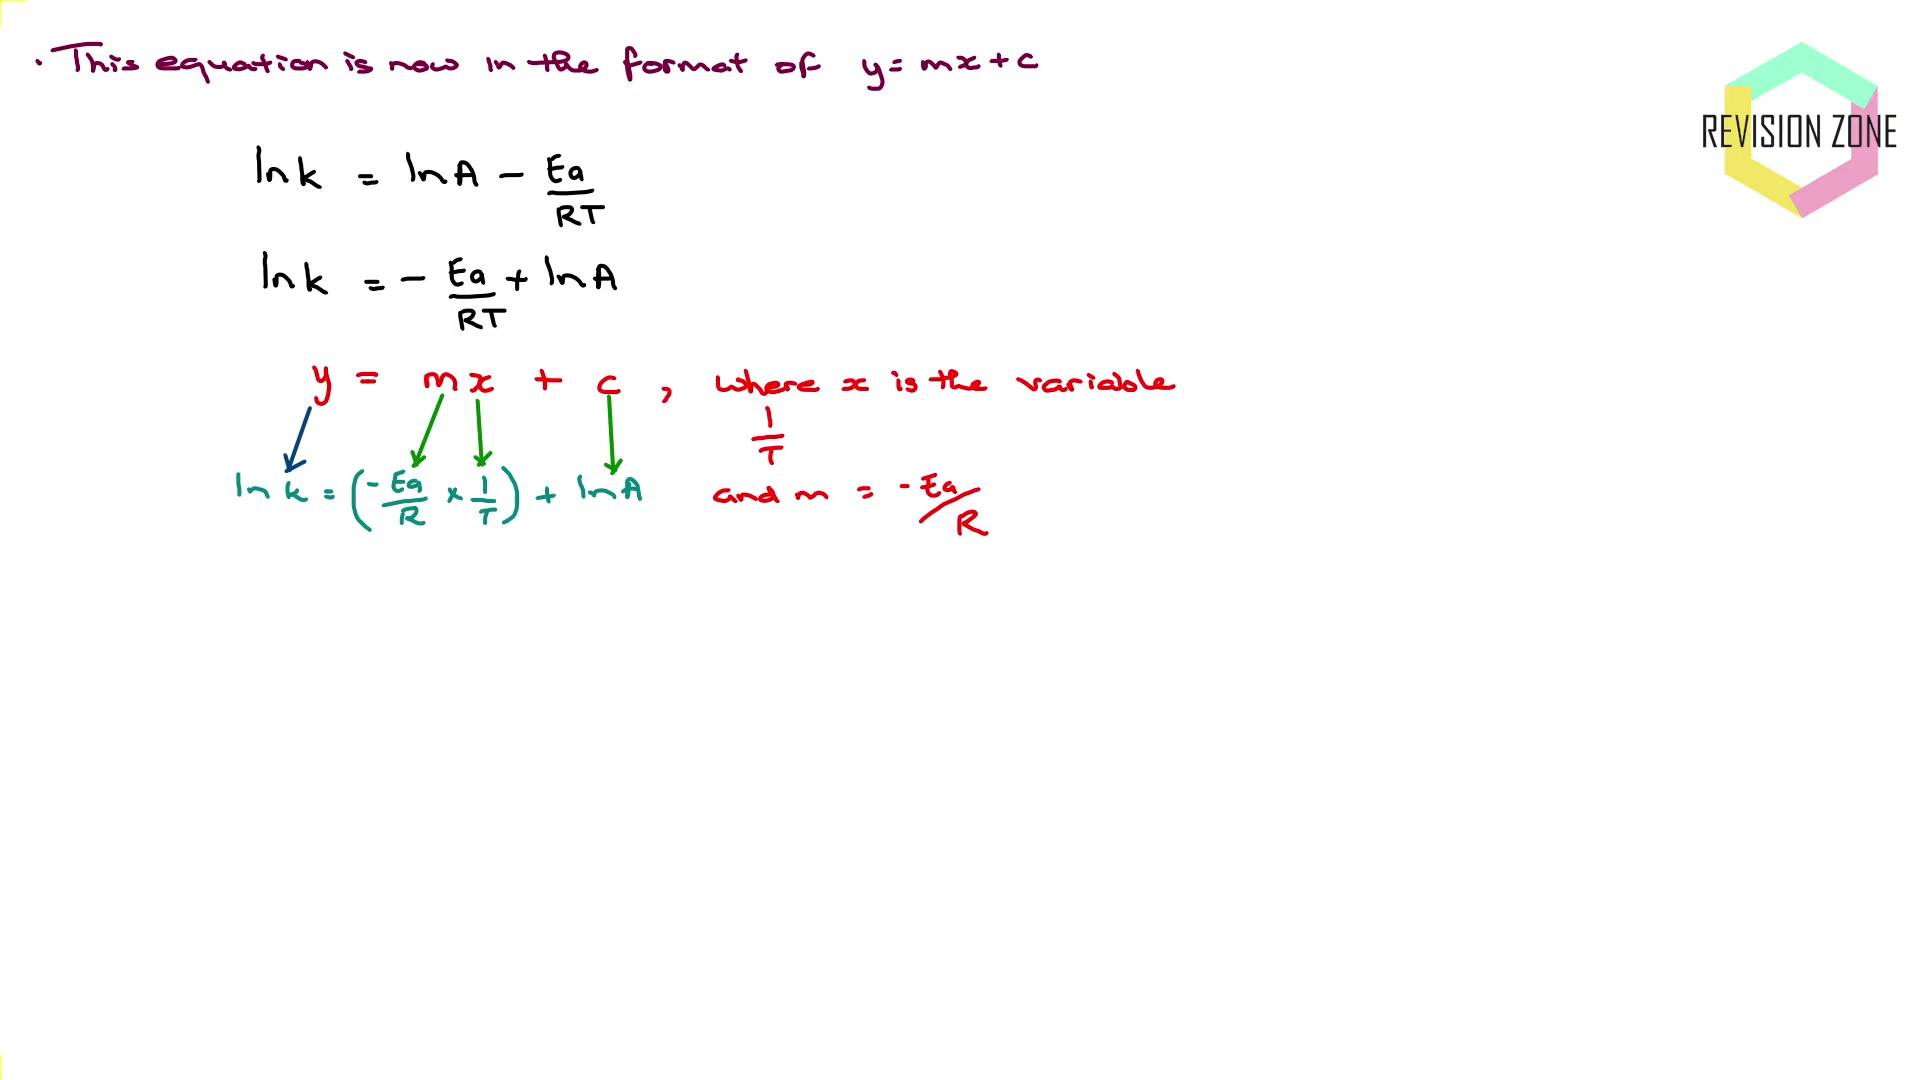 . This equation is now in the format of y = mx + c
REVISION ZONE
ln k = ln A - Ea/RT
ln k = - Ea/RT + ln A
y = mx + c , where x is the variable
1/T
ln k = (-Ea/R × 1/T) + ln A and m = -Ea/R